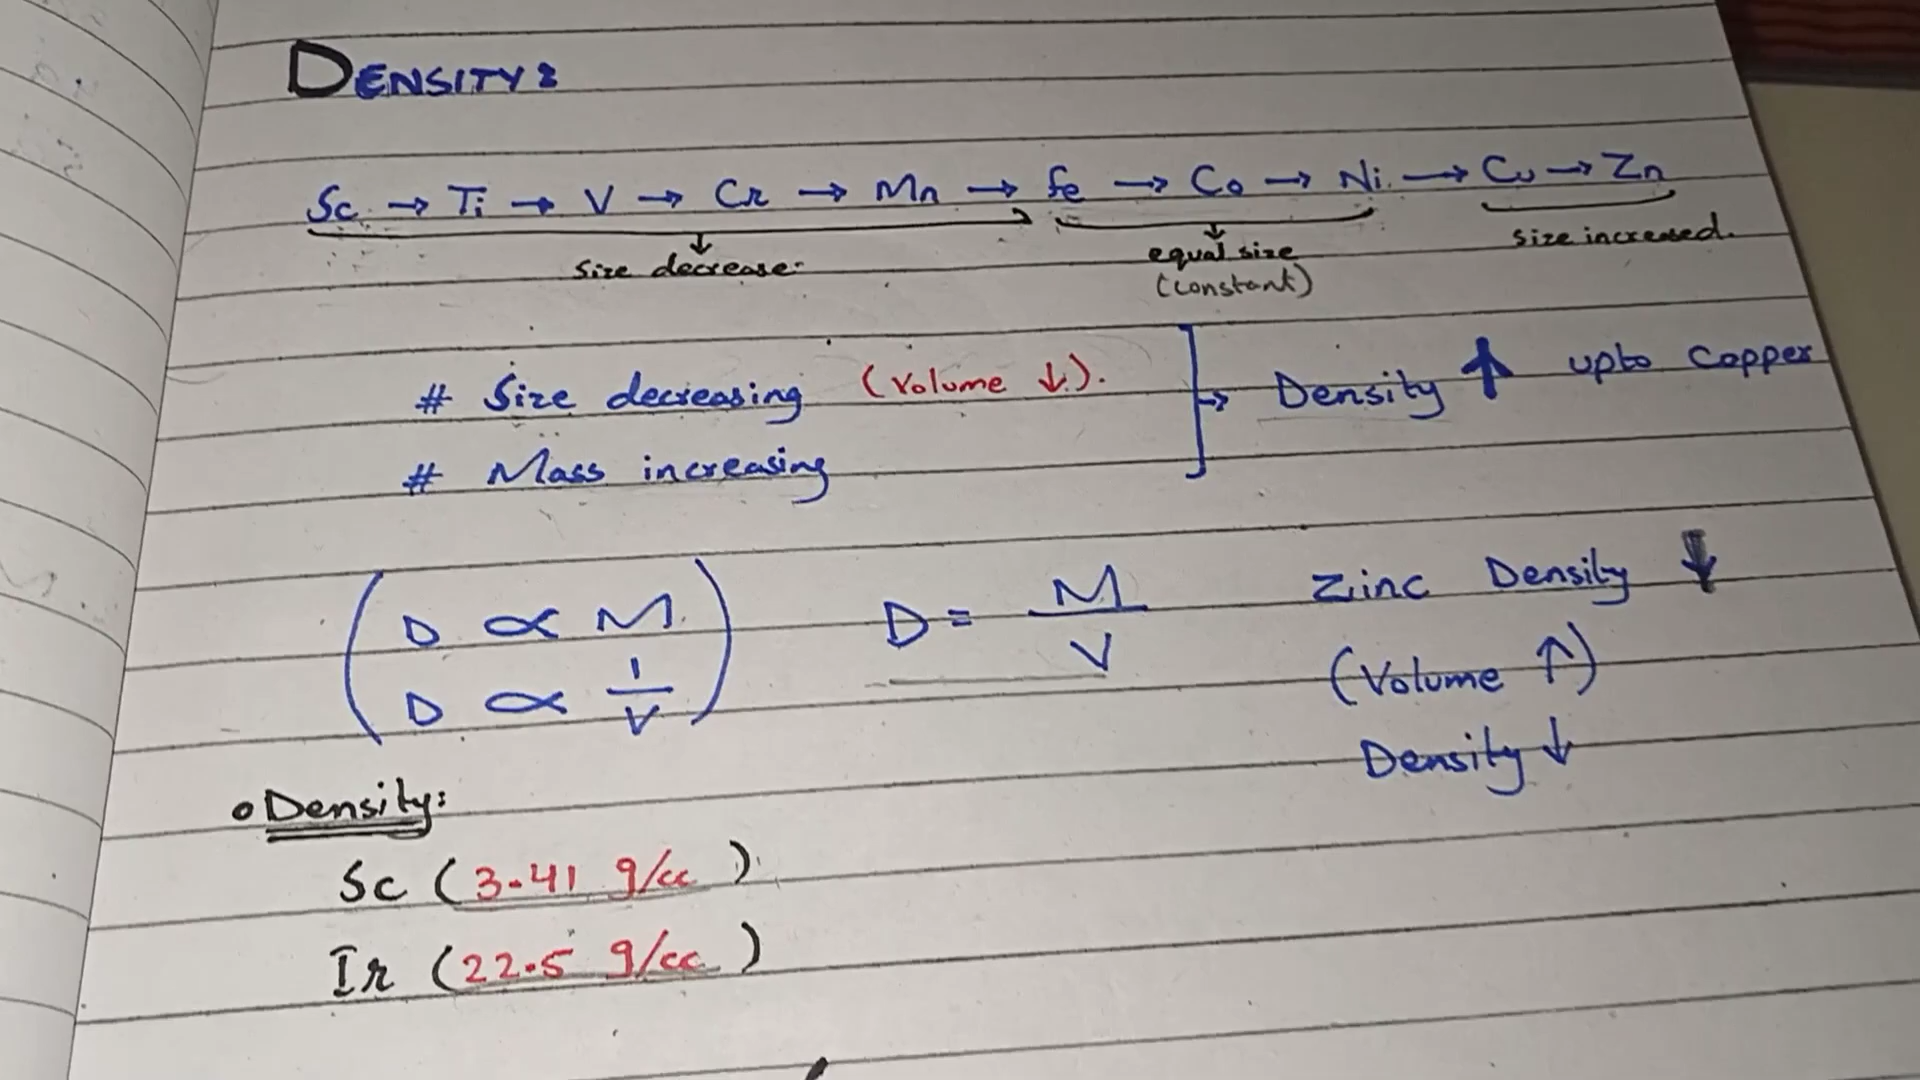 DENSITY:
Sc → Ti → V → Cr → Mn → Fe → Co → Ni → Cu → Zn
↓ ↓
Size decrease. equal size size increased.
(constant)
# Size decreasing (Volume ↓). → Density ↑ upto Copper
# Mass increasing
D ∝ M D = M/V Zinc Density ↓
D ∝ 1/V (Volume ↑)
Density ↓
• Density:
Sc (3.41 g/cc)
Ir (22.5 g/cc)